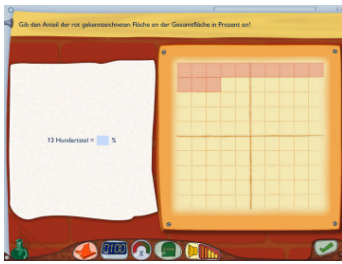 Gib den Anteil der rot gekennzeichneten Fläche an der Gesamtfläche in Prozent an!
13 Hundertstel = %